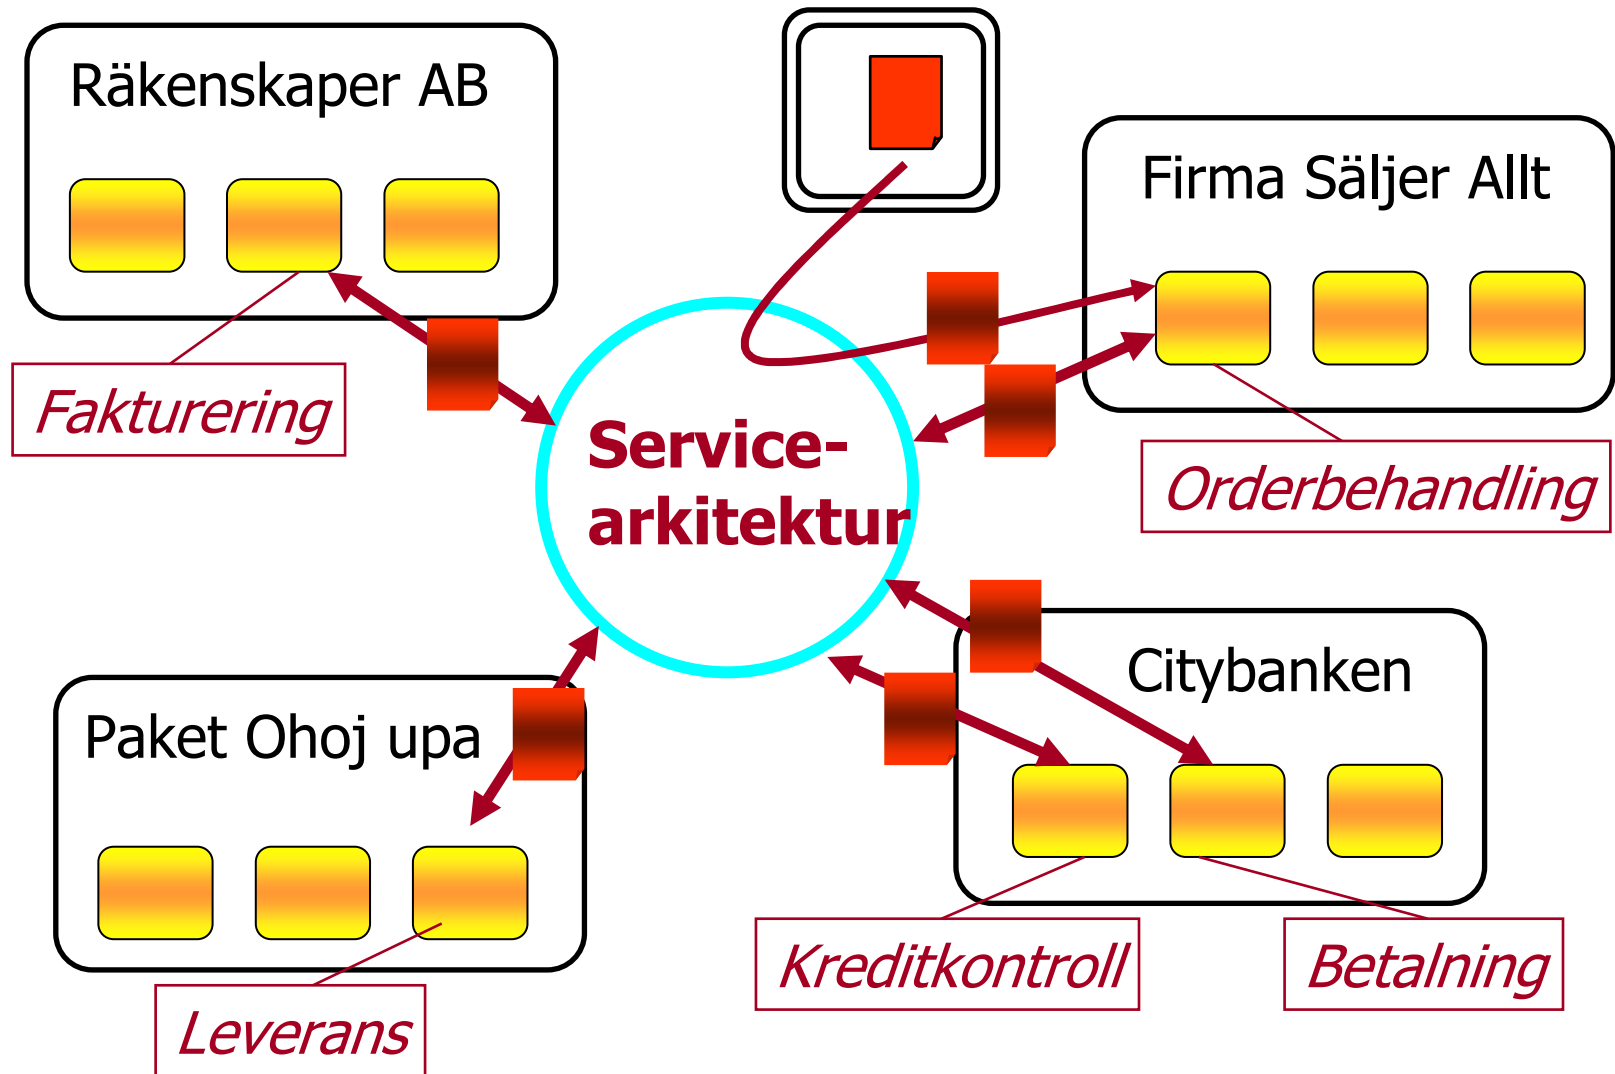 Räkenskaper AB
Firma Säljer Allt
Fakturering
Service-
arkitektur
Orderbehandling
Paket Ohoj upa
Citybanken
Kreditkontroll
Betalning
Leverans